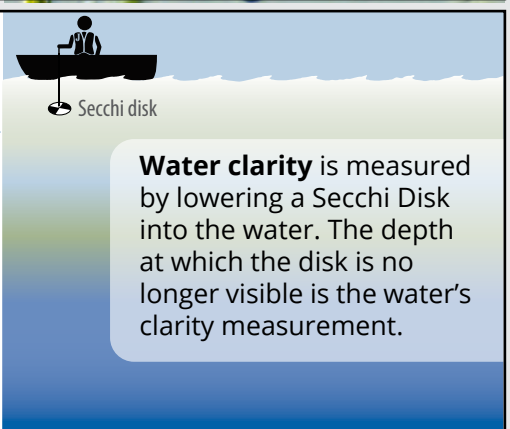 Secchi disk
Water clarity is measured
by lowering a Secchi Disk
into the water. The depth
at which the disk is no
longer visible is the water's
clarity measurement.